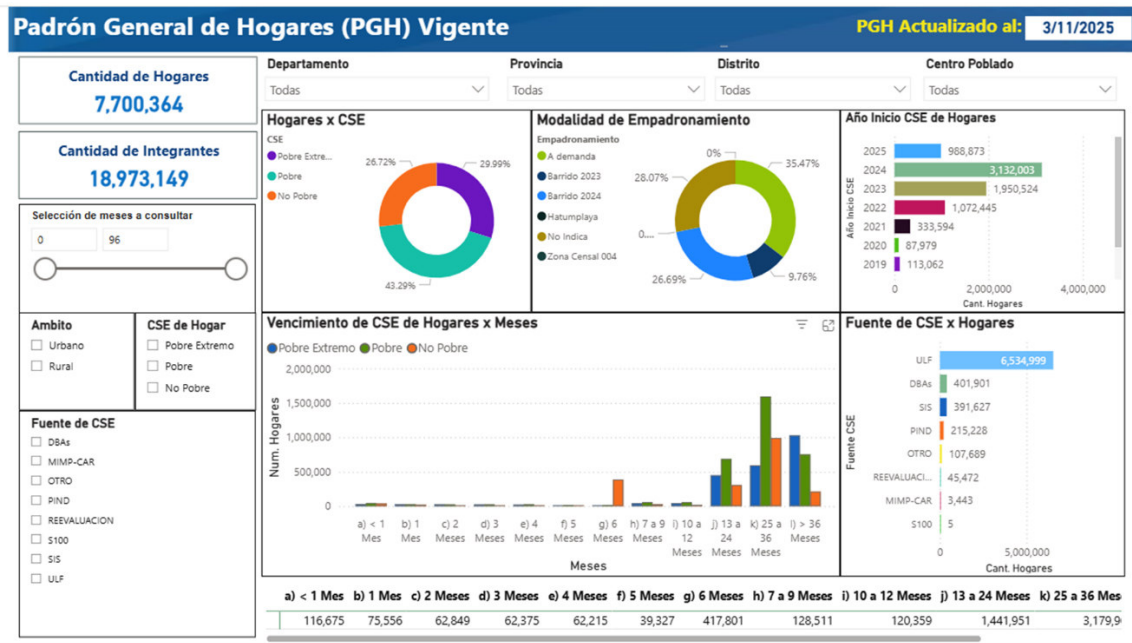 Padrón General de Hogares (PGH) Vigente
PGH Actualizado al: 3/11/2025
Cantidad de Hogares
7,700,364
Cantidad de Integrantes
18,973,149
Selección de meses a consultar
0 96
Ambito
Urbano
Rural
CSE de Hogar
Pobre Extremo
Pobre
No Pobre
Fuente de CSE
DBAs
MIMP-CAR
OTRO
PIND
REEVALUACION
S100
SIS
ULF
Departamento Provincia Distrito Centro Poblado
Todas Todas Todas Todas
Hogares x CSE
CSE
Pobre Extre...
Pobre
No Pobre
26.72%
29.99%
43.29%
Modalidad de Empadronamiento
Empadronamiento
A demanda
Barrido 2023
Barrido 2024
Hatumplaya
No Indica
Zona Censal 004
0%
35.47%
28.07%
0....
26.69%
9.76%
Año Inicio CSE de Hogares
Año Inicio CSE
2025 988,873
2024 3,132,003
2023 1,950,524
2022 1,072,445
2021 333,594
2020 87,979
2019 113,062
0 2,000,000 4,000,000
Cant. Hogares
Vencimiento de CSE de Hogares x Meses
Pobre Extremo Pobre No Pobre
Num. Hogares
2,000,000
1,500,000
1,000,000
500,000
0
a) < 1 b) 1 c) 2 d) 3 e) 4 f) 5 g) 6 h) 7 a 9 i) 10 a j) 13 a k) 25 a l) > 36
Mes Mes Meses Meses Meses Meses Meses Meses 12 24 36 Meses
Meses Meses Meses
Meses
Fuente de CSE x Hogares
Fuente CSE
ULF 6,534,999
DBAs 401,901
SIS 391,627
PIND 215,228
OTRO 107,689
REEVALUACI... 45,472
MIMP-CAR 3,443
S100 5
0 5,000,000
Cant. Hogares
a) < 1 Mes b) 1 Mes c) 2 Meses d) 3 Meses e) 4 Meses f) 5 Meses g) 6 Meses h) 7 a 9 Meses i) 10 a 12 Meses j) 13 a 24 Meses k) 25 a 36 Mes
116,675 75,556 62,849 62,375 62,215 39,327 417,801 128,511 120,359 1,441,951 3,179,9